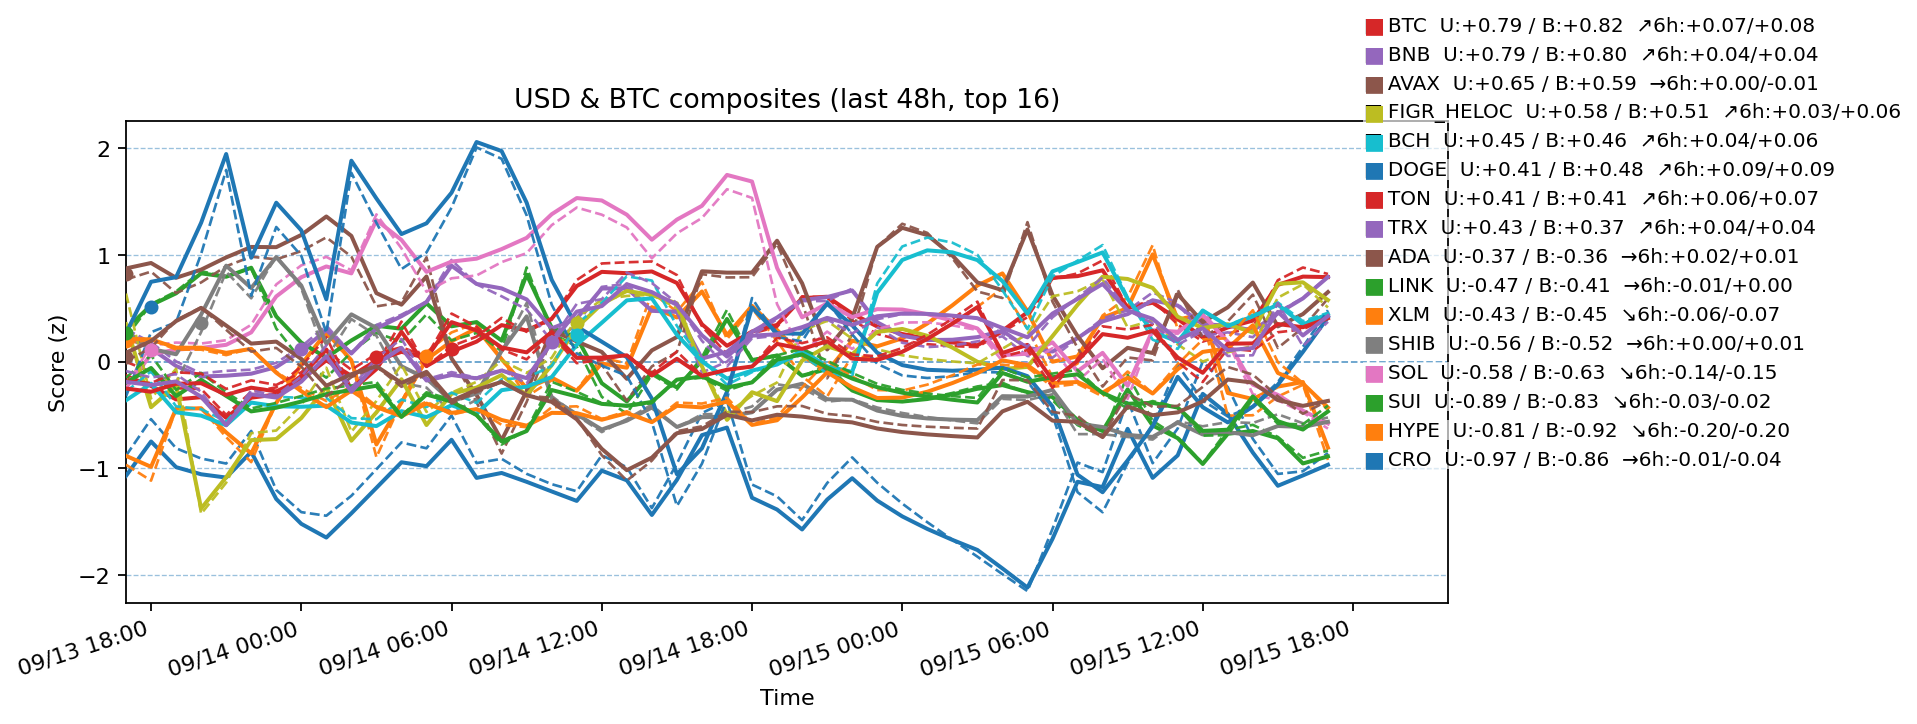 BTC U:+0.79 / B:+0.82 ↗6h:+0.07/+0.08
BNB U:+0.79 / B:+0.80 ↗6h:+0.04/+0.04
AVAX U:+0.65 / B:+0.59 →6h:+0.00/-0.01
FIGR_HELOC U:+0.58 / B:+0.51 ↗6h:+0.03/+0.06
BCH U:+0.45 / B:+0.46 ↗6h:+0.04/+0.06
DOGE U:+0.41 / B:+0.48 ↗6h:+0.09/+0.09
TON U:+0.41 / B:+0.41 ↗6h:+0.06/+0.07
TRX U:+0.43 / B:+0.37 ↗6h:+0.04/+0.04
ADA U:-0.37 / B:-0.36 →6h:+0.02/+0.01
LINK U:-0.47 / B:-0.41 →6h:-0.01/+0.00
XLM U:-0.43 / B:-0.45 ↘6h:-0.06/-0.07
SHIB U:-0.56 / B:-0.52 →6h:+0.00/+0.01
SOL U:-0.58 / B:-0.63 ↘6h:-0.14/-0.15
SUI U:-0.89 / B:-0.83 ↘6h:-0.03/-0.02
HYPE U:-0.81 / B:-0.92 ↘6h:-0.20/-0.20
CRO U:-0.97 / B:-0.86 →6h:-0.01/-0.04
USD & BTC composites (last 48h, top 16)
Score (z)
2
1
0
−1
−2
09/13 18:00
09/14 00:00
09/14 06:00
09/14 12:00
09/14 18:00
09/15 00:00
09/15 06:00
09/15 12:00
09/15 18:00
Time